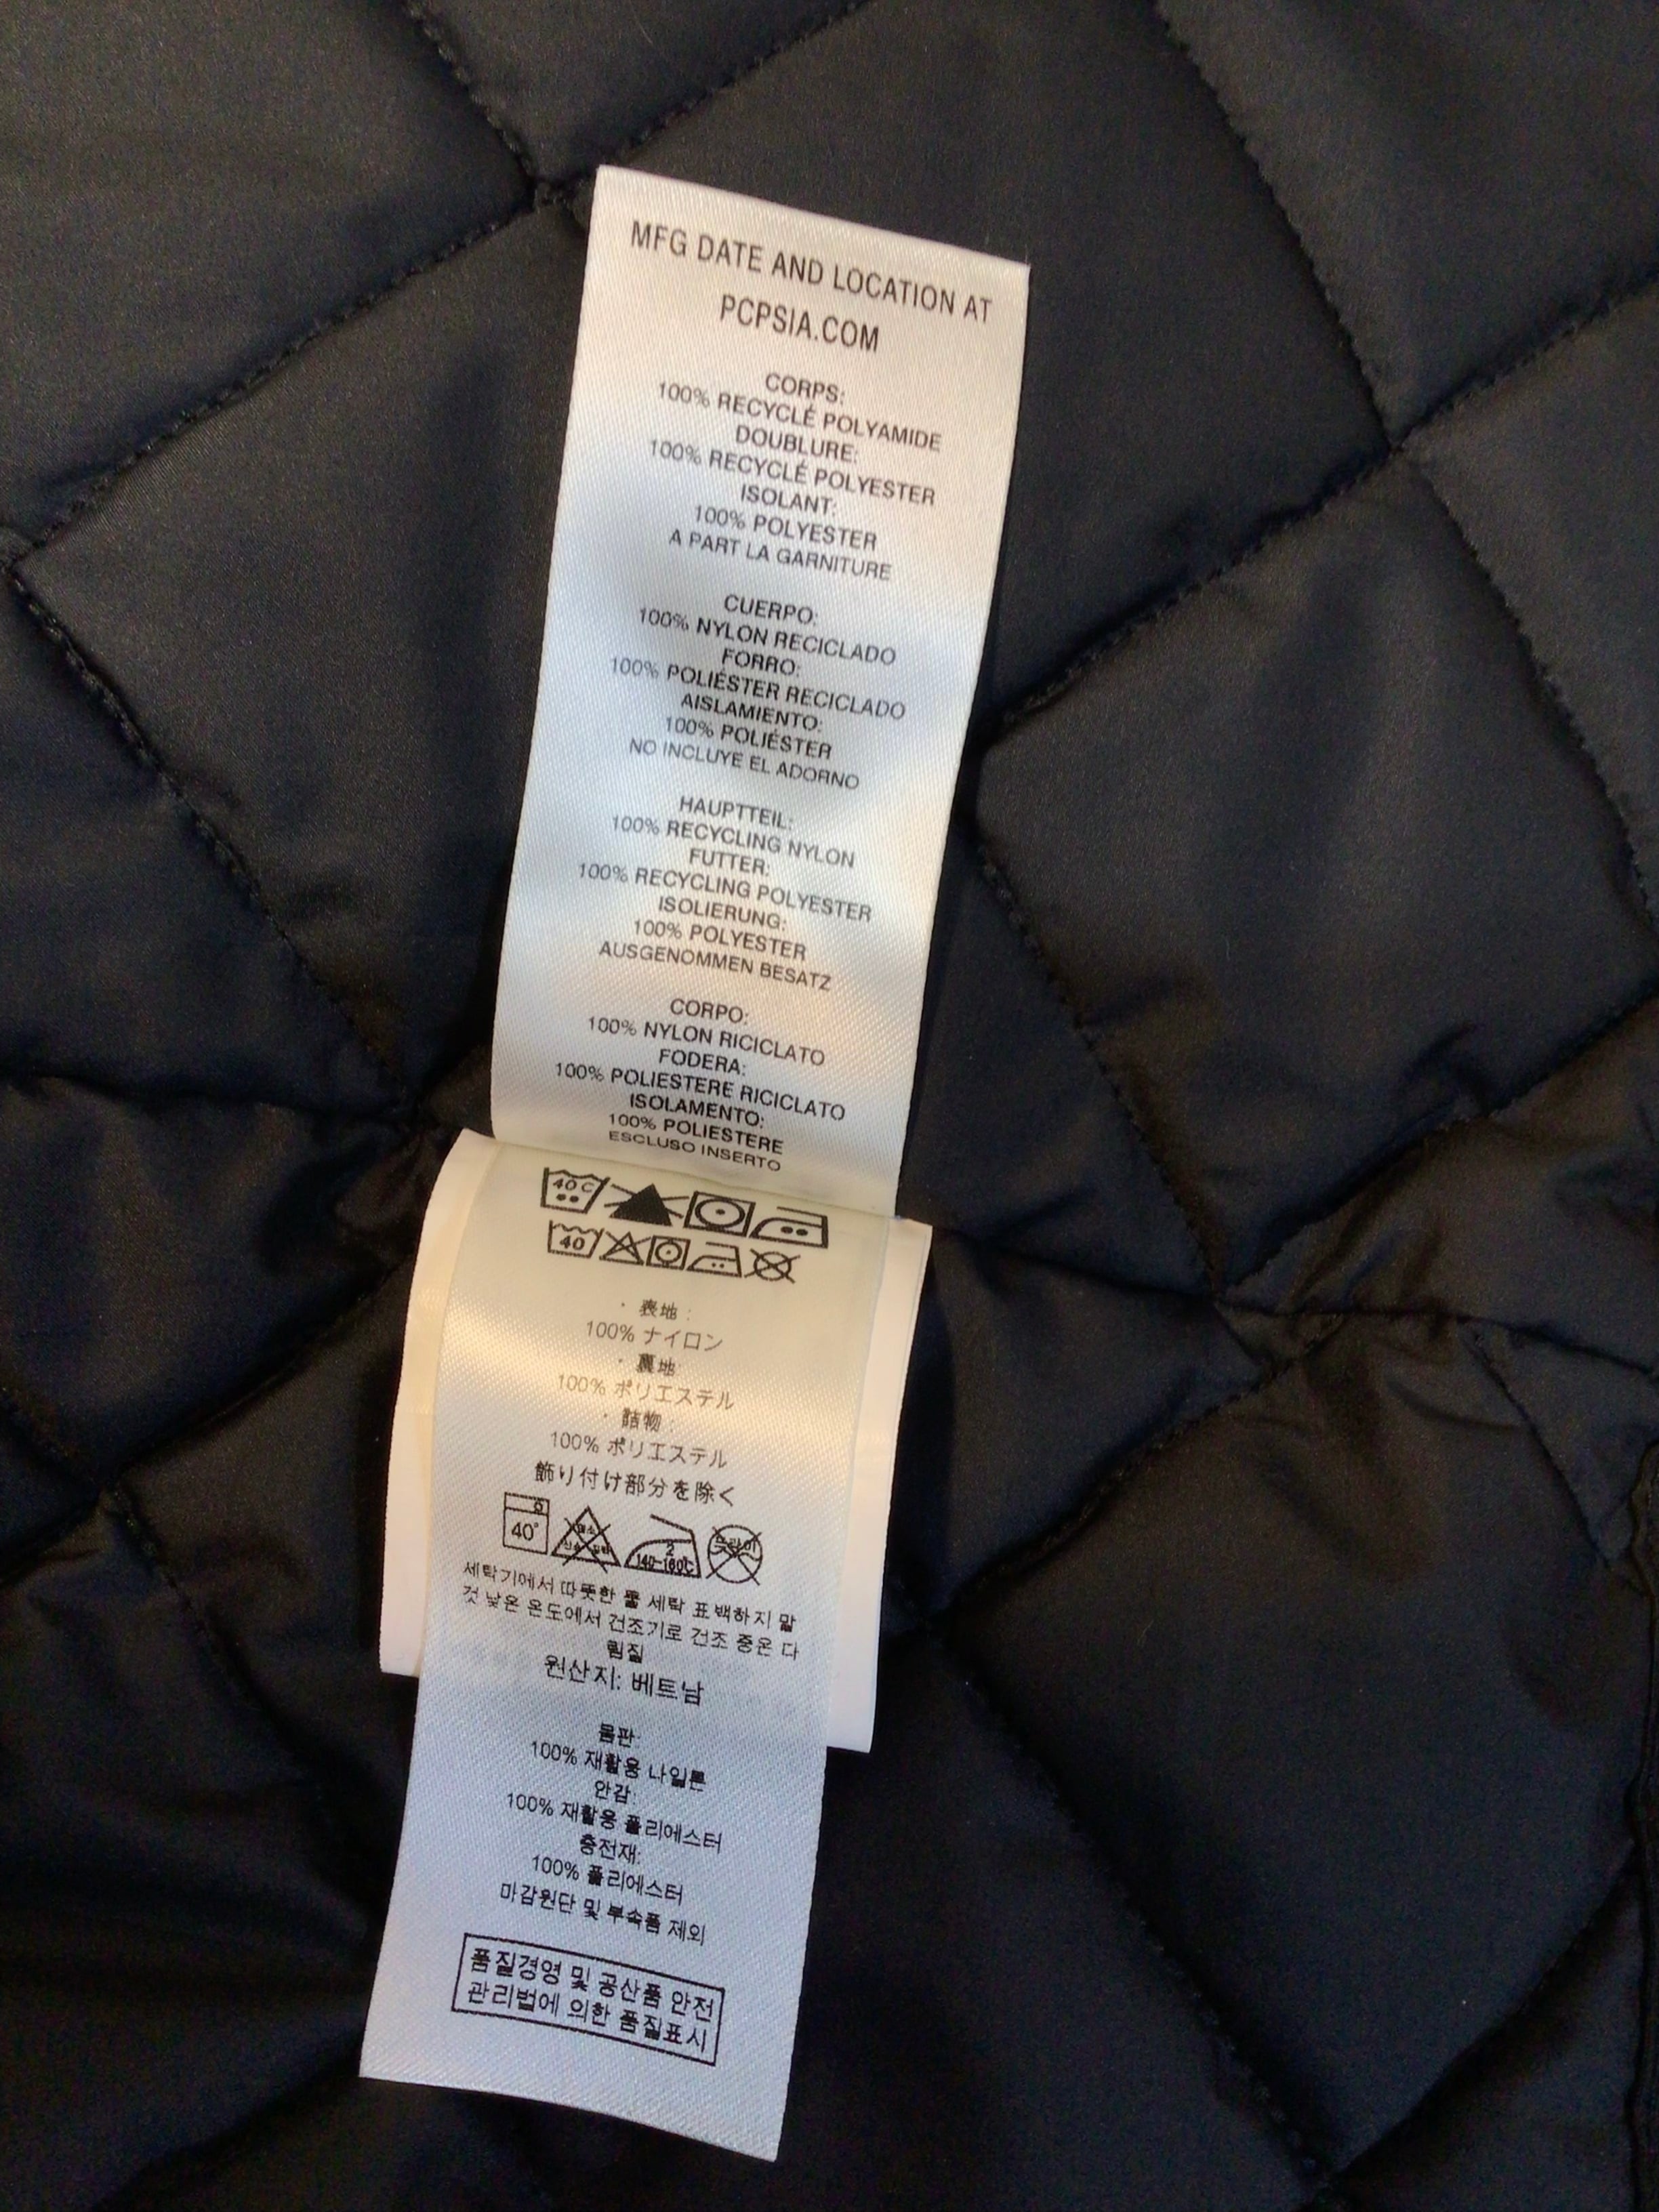 MFG DATE AND LOCATION AT
PCPSIA.COM
CORPS:
100% RECYCLÉ POLYAMIDE
DOUBLURE:
100% RECYCLÉ POLYESTER
ISOLANT:
100% POLYESTER
A PART LA GARNITURE
CUERPO:
100% NYLON RECICLADO
FORRO:
100% POLIÉSTER RECICLADO
AISLAMIENTO:
100% POLIÉSTER
NO INCLUYE EL ADORNO
HAUPTTEIL:
100% RECYCLING NYLON
FUTTER:
100% RECYCLING POLYESTER
ISOLIERUNG:
100% POLYESTER
AUSGENOMMEN BESATZ
CORPO:
100% NYLON RICICLATO
FODERA:
100% POLIESTERE RICICLATO
ISOLAMENTO:
100% POLIESTERE
ESCLUSO INSERTO
40 C
40
・表地:
100% ナイロン
・裏地:
100% ポリエステル
・詰物:
100% ポリエステル
飾り付け部分を除く
40° 2 140-160℃ 드라이
세탁기에서 따뜻한 물 세탁 표백하지 말
것 낮은 온도에서 건조기로 건조 중온 다
림질
원산지: 베트남
몸판:
100% 재활용 나일론
안감:
100% 재활용 폴리에스터
충전재:
100% 폴리에스터
마감원단 및 부속품 제외
품질경영 및 공산품 안전
관리법에 의한 품질표시